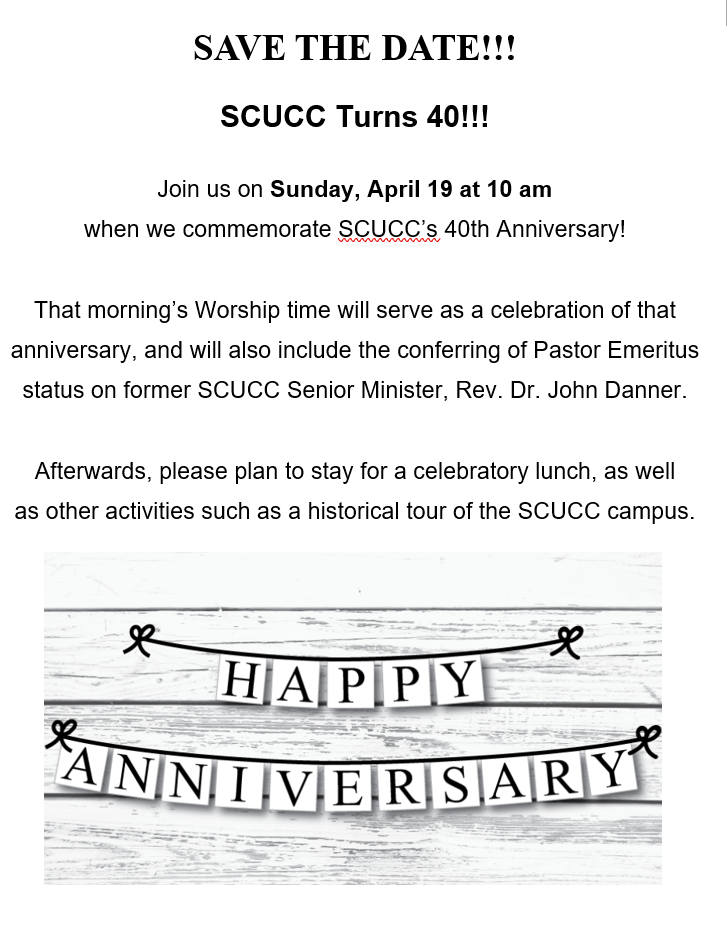 SAVE THE DATE!!!
SCUCC Turns 40!!!
Join us on Sunday, April 19 at 10 am
when we commemorate SCUCC’s 40th Anniversary!
That morning’s Worship time will serve as a celebration of that
anniversary, and will also include the conferring of Pastor Emeritus
status on former SCUCC Senior Minister, Rev. Dr. John Danner.
Afterwards, please plan to stay for a celebratory lunch, as well
as other activities such as a historical tour of the SCUCC campus.
HAPPY
ANNIVERSARY